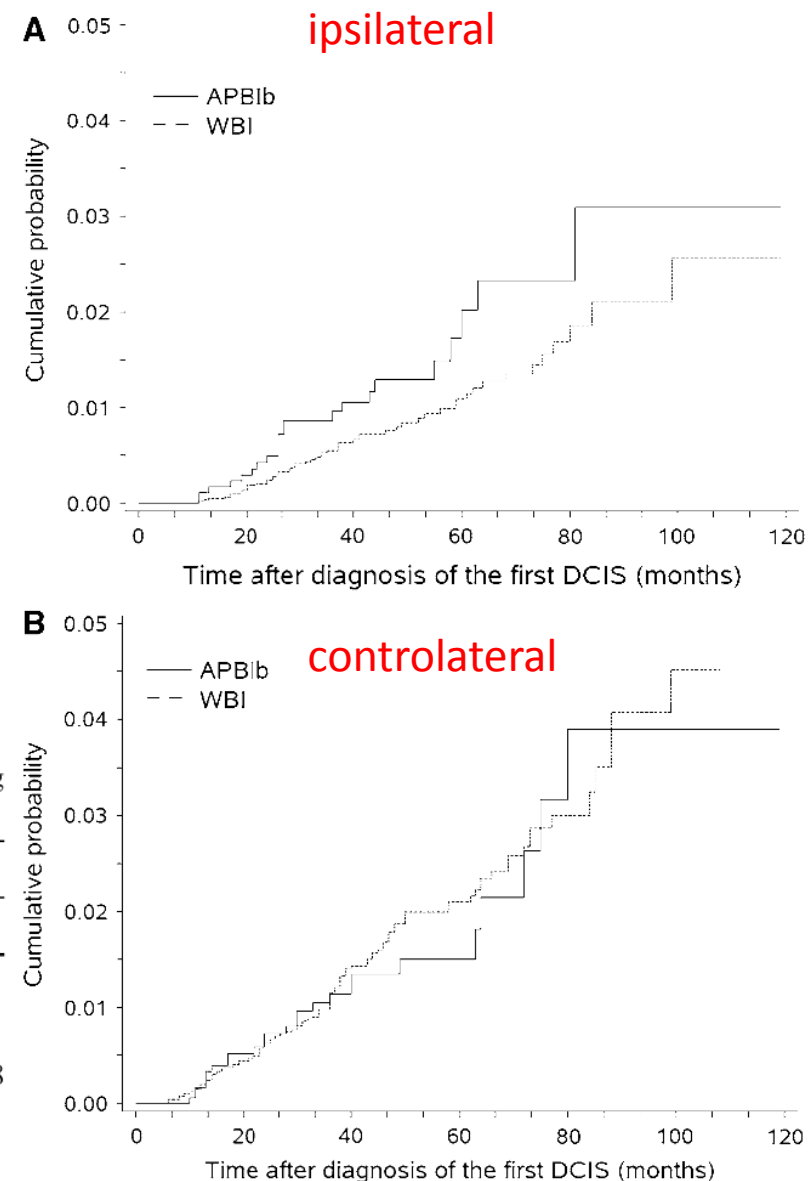 A
ipsilateral
0.05
0.04
0.03
0.02
0.01
0.00
Cumulative probability
APBIb
WBI
0 20 40 60 80 100 120
Time after diagnosis of the first DCIS (months)
B
controlateral
0.05
0.04
0.03
0.02
0.01
0.00
Cumulative probability
APBIb
WBI
0 20 40 60 80 100 120
Time after diagnosis of the first DCIS (months)